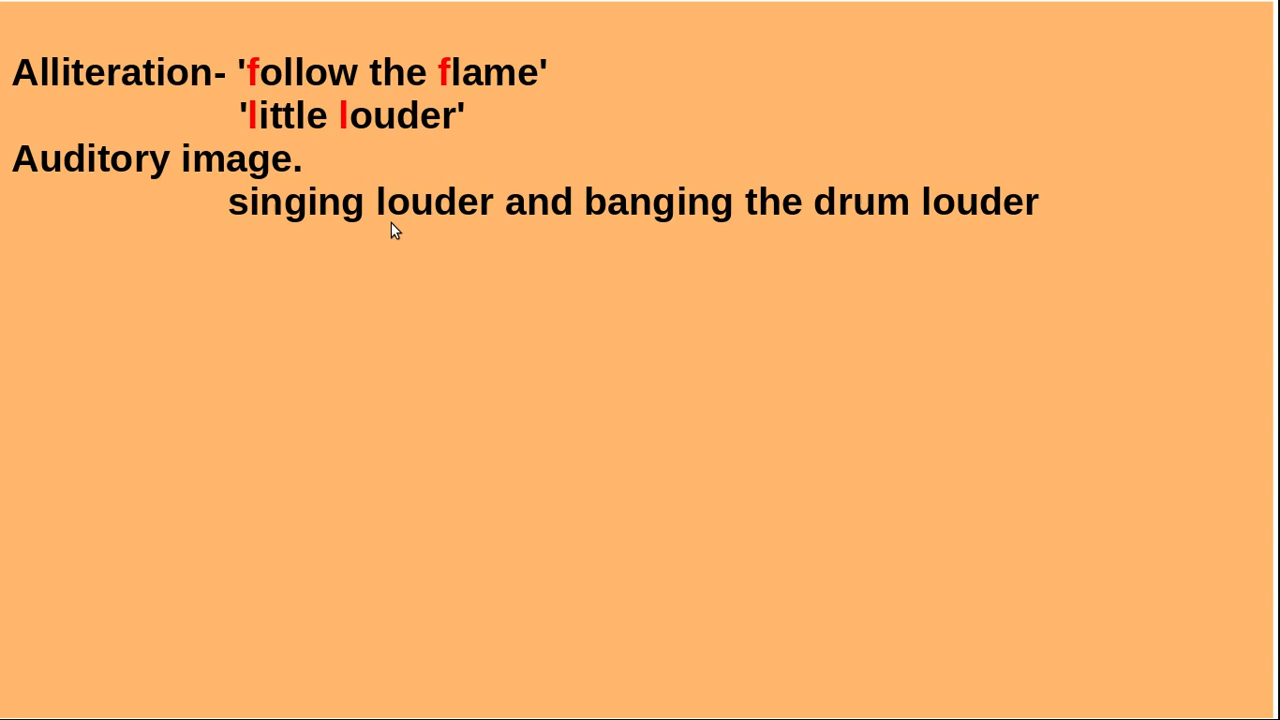 Alliteration- 'follow the flame'
'little louder'
Auditory image.
singing louder and banging the drum louder